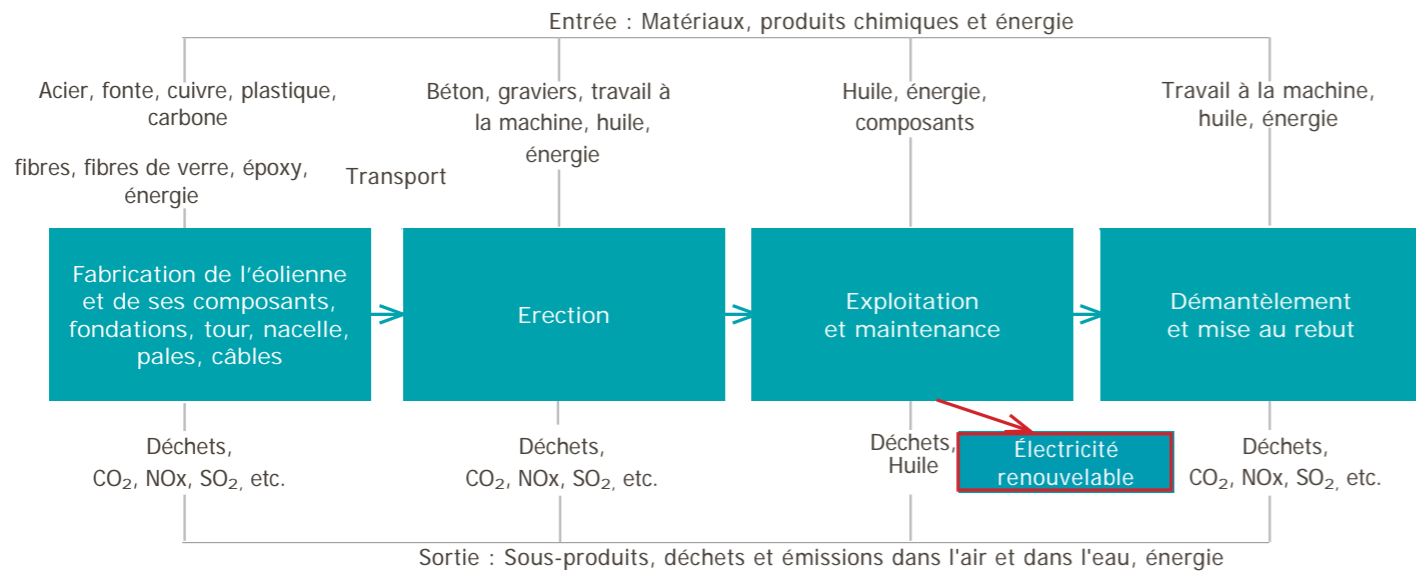 Entrée : Matériaux, produits chimiques et énergie
Acier, fonte, cuivre, plastique,
carbone
fibres, fibres de verre, époxy,
énergie
Transport
Béton, graviers, travail à
la machine, huile,
énergie
Huile, énergie,
composants
Travail à la machine,
huile, énergie
Fabrication de l'éolienne
et de ses composants,
fondations, tour, nacelle,
pales, câbles
Erection
Exploitation
et maintenance
Démantèlement
et mise au rebut
Déchets,
CO₂, NOx, SO₂, etc.
Déchets,
CO₂, NOx, SO₂, etc.
Déchets,
Huile
Électricité
renouvelable
Déchets,
CO₂, NOx, SO₂, etc.
Sortie : Sous-produits, déchets et émissions dans l'air et dans l'eau, énergie